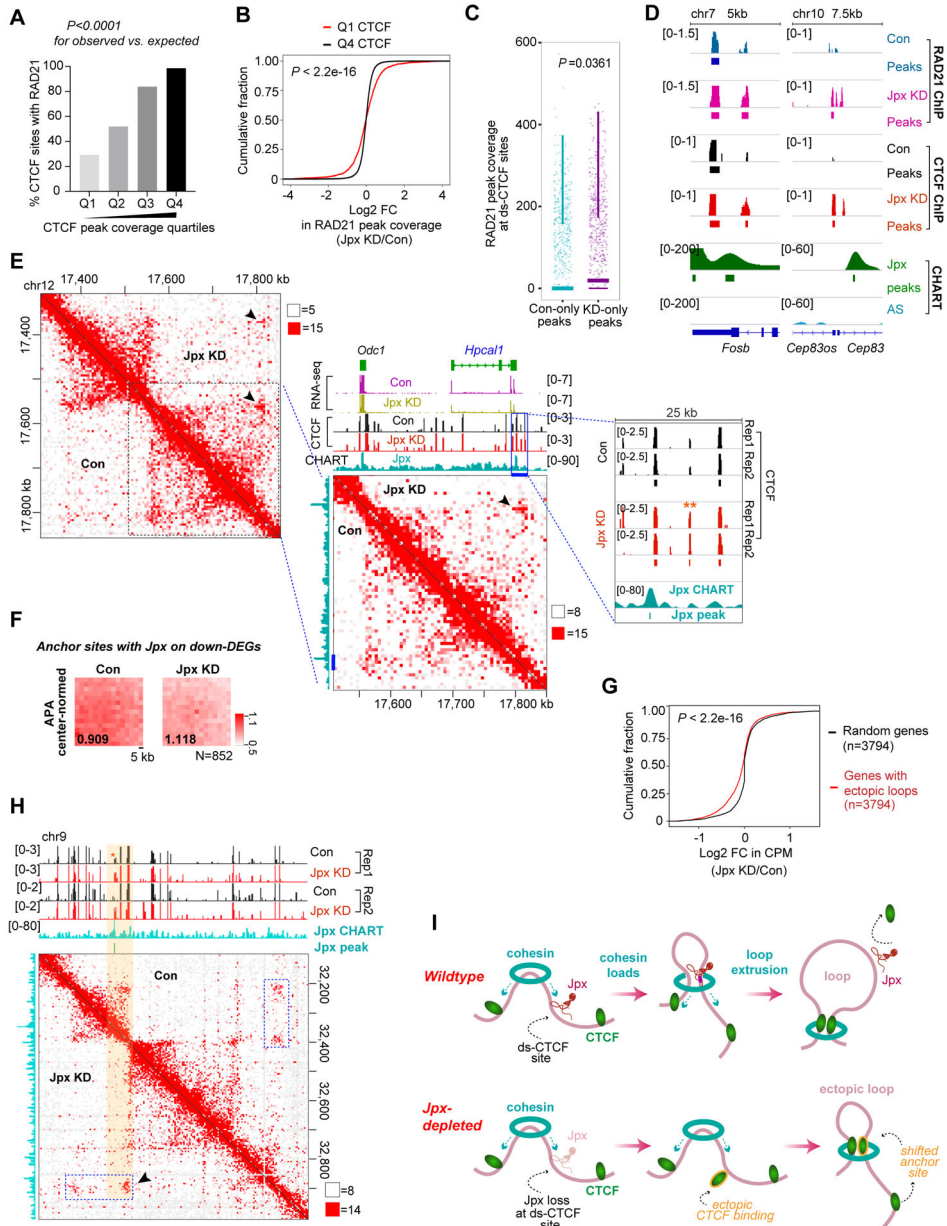 A
P<0.0001
for observed vs. expected
% CTCF sites with RAD21
100
80
60
40
20
0
Q1 Q2 Q3 Q4
CTCF peak coverage quartiles
B
Q1 CTCF
Q4 CTCF
P < 2.2e-16
Cumulative fraction
1.00
0.75
0.50
0.25
0
-4 -2 0 2 4
Log2 FC
in RAD21 peak coverage
(Jpx KD/Con)
C
P =0.0361
RAD21 peak coverage
at ds-CTCF sites
600
400
200
0
Con-only
peaks
KD-only
peaks
D
chr7 5kb
chr10 7.5kb
[0-1.5] [0-1] Con
Peaks
[0-1.5] [0-1] Jpx KD
Peaks
RAD21 ChIP
[0-1] [0-1] Con
Peaks
[0-1] [0-1] Jpx KD
Peaks
CTCF ChIP
[0-200] [0-60] Jpx
peaks
[0-200] [0-60] AS
CHART
Fosb Cep83os Cep83
E
17,400 17,600 17,800 kb
chr12
17,400
17,600
17,800 kb
Jpx KD
Con
=5
=15
Odc1 Hpcal1
RNA-seq
Con [0-7]
Jpx KD [0-7]
CTCF
Con [0-3]
Jpx KD [0-3]
CHART Jpx [0-90]
Jpx KD
Con
=8
=15
17,600 17,700 17,800 kb
25 kb
Con
[0-2.5] Rep1
[0-2.5] Rep2
CTCF
Jpx KD
**
[0-2.5] Rep1
[0-2.5] Rep2
[0-80] Jpx CHART
Jpx peak
F
Anchor sites with Jpx on down-DEGs
Con Jpx KD
APA
center-normed
0.909
1.118
1.1
0.5
5 kb
N=852
G
P < 2.2e-16
Cumulative fraction
1.00
0.75
0.50
0.25
0
-1 0 1
Log2 FC in CPM
(Jpx KD/Con)
Random genes
(n=3794)
Genes with
ectopic loops
(n=3794)
H
chr9
[0-3] * Con
[0-3] Jpx KD
Rep1
[0-2] Con
[0-2] Jpx KD
Rep2
[0-80] Jpx CHART
Jpx peak
Con
Jpx KD
32,200
32,400
32,600
32,800
=8
=14
I
Wildtype
cohesin
Jpx
ds-CTCF
site
CTCF
cohesin
loads
loop
extrusion
loop
Jpx
Jpx-
depleted
cohesin
Jpx
CTCF
Jpx loss
at ds-CTCF
site
ectopic
CTCF binding
ectopic loop
shifted
anchor
site